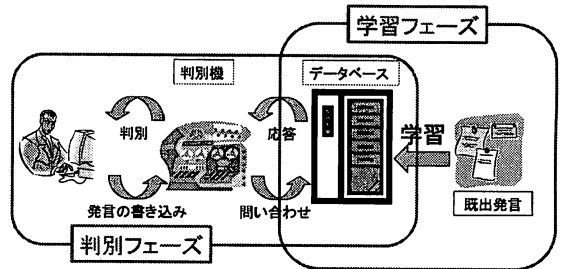 学習フェーズ
判別機
データベース
判別
応答
学習
発言の書き込み
問い合わせ
既出発言
判別フェーズ